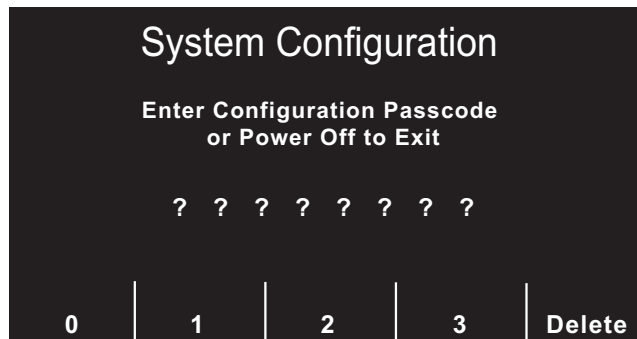 System Configuration
Enter Configuration Passcode
or Power Off to Exit
? ? ? ? ? ? ? ?
0 1 2 3 Delete